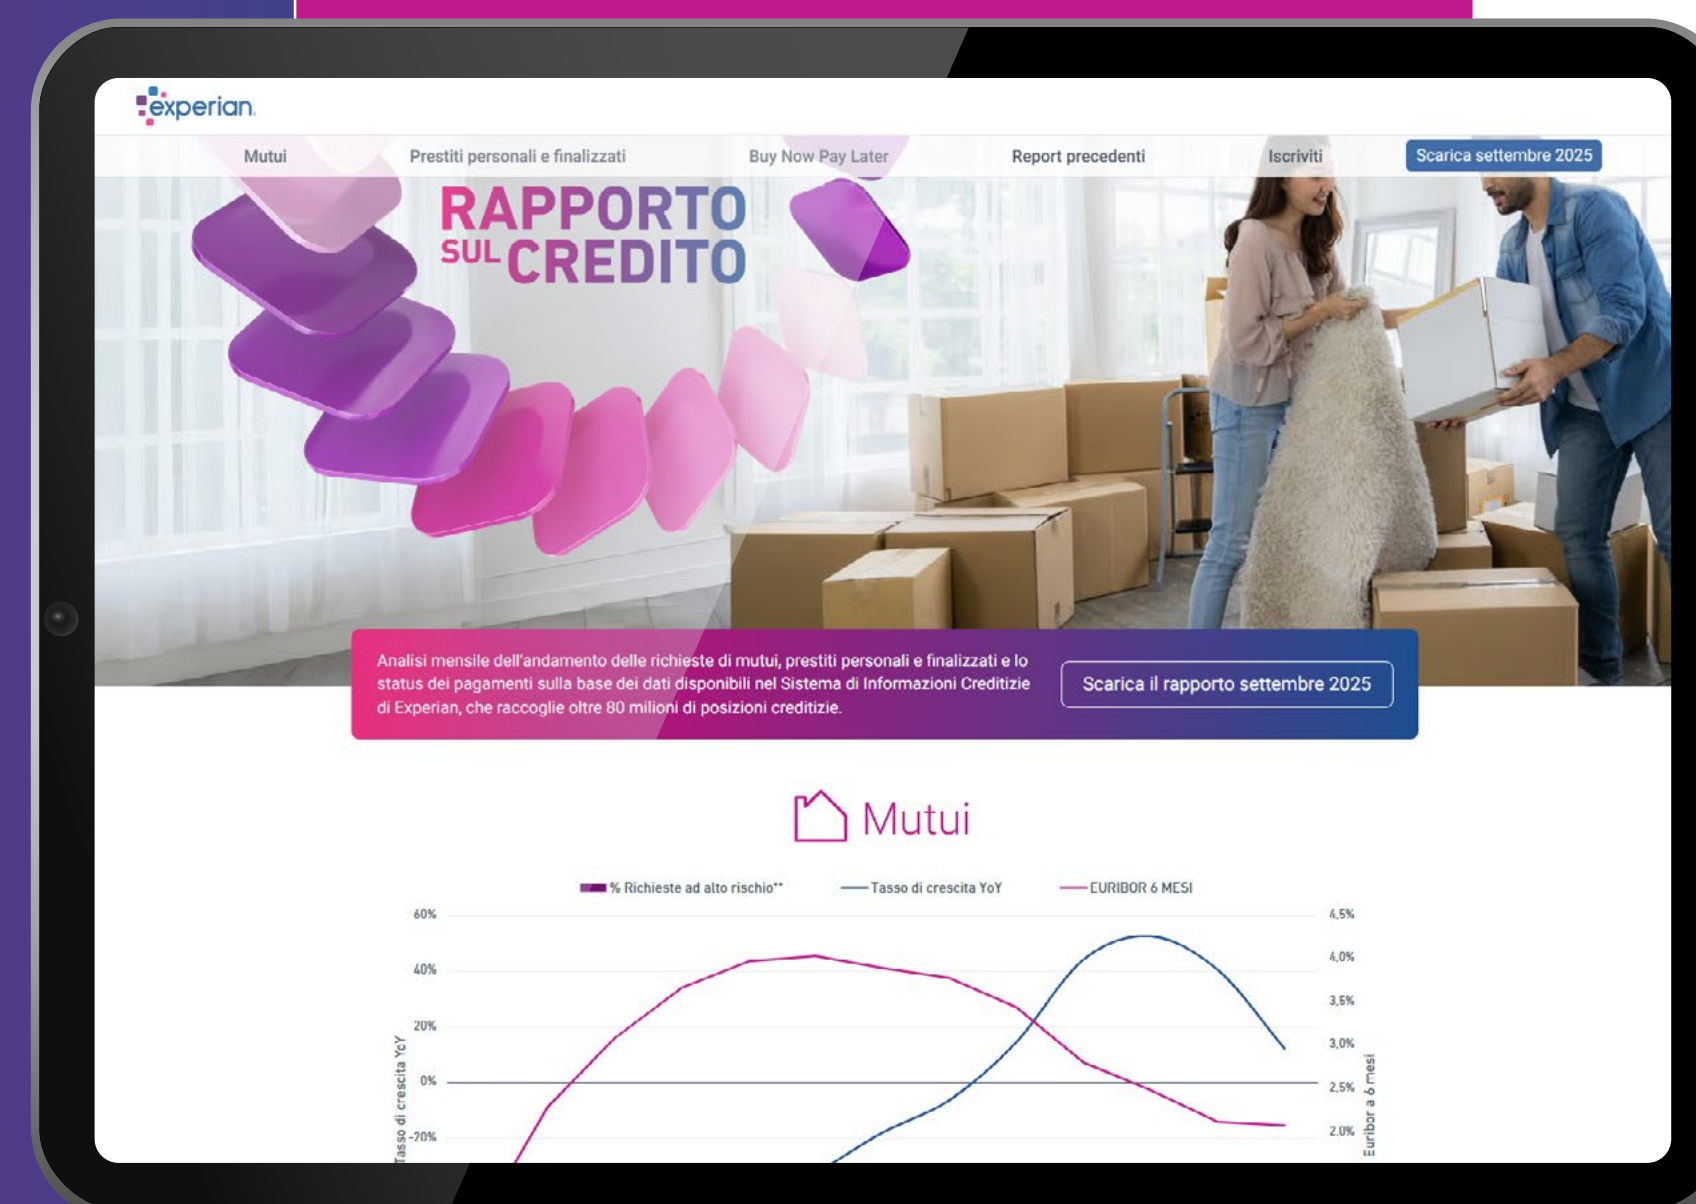 experian.
Mutui
Prestiti personali e finalizzati
Buy Now Pay Later
Report precedenti
Iscriviti
Scarica settembre 2025
RAPPORTO
SUL CREDITO
Analisi mensile dell'andamento delle richieste di mutui, prestiti personali e finalizzati e lo
status dei pagamenti sulla base dei dati disponibili nel Sistema di Informazioni Creditizie
di Experian, che raccoglie oltre 80 milioni di posizioni creditizie.
Scarica il rapporto settembre 2025
Mutui
% Richieste ad alto rischio**
Tasso di crescita YoY
EURIBOR 6 MESI
60%
40%
20%
0%
-20%
Tasso di crescita YoY
4,5%
4,0%
3,5%
3,0%
2,5%
2,0%
Euribor a 6 mesi